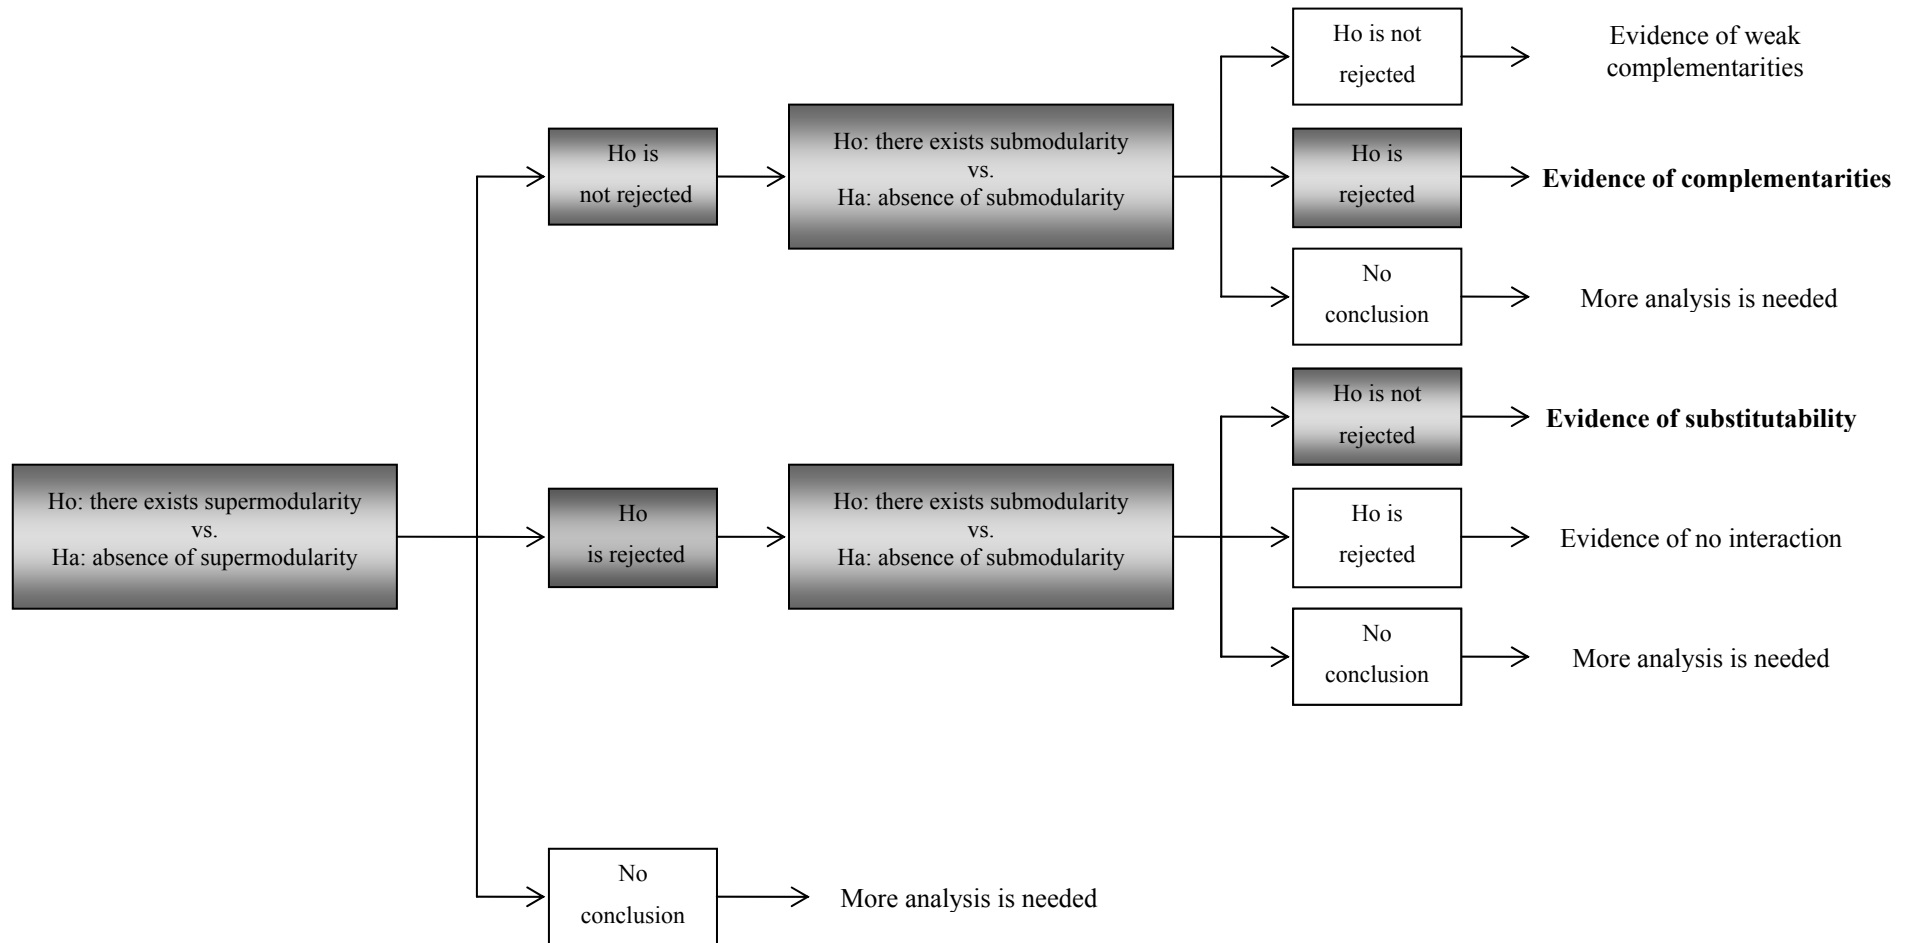 Ho is not
rejected
Evidence of weak
complementarities
Ho is
not rejected
Ho: there exists submodularity
vs.
Ha: absence of submodularity
Ho is
rejected
Evidence of complementarities
No
conclusion
More analysis is needed
Ho is not
rejected
Evidence of substitutability
Ho: there exists supermodularity
vs.
Ha: absence of supermodularity
Ho
is rejected
Ho: there exists submodularity
vs.
Ha: absence of submodularity
Ho is
rejected
Evidence of no interaction
No
conclusion
More analysis is needed
No
conclusion
More analysis is needed